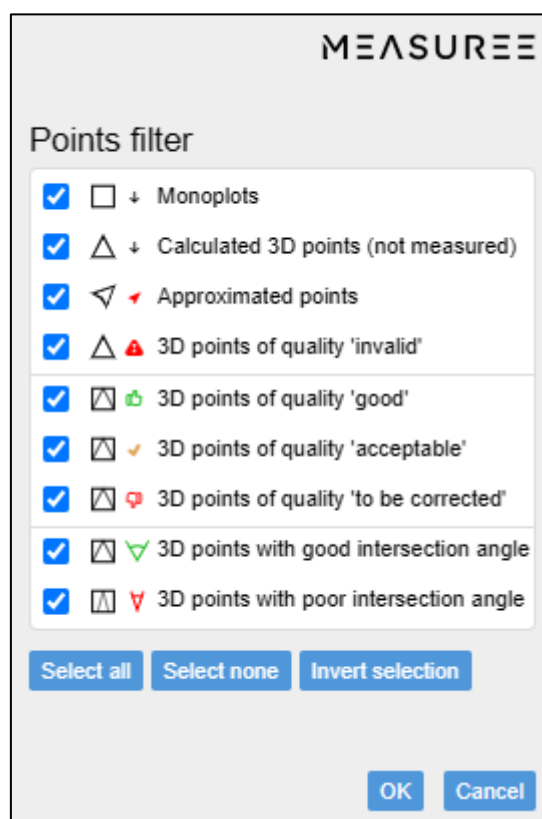 MEASUREE
Points filter
Monoplots
Calculated 3D points (not measured)
Approximated points
3D points of quality 'invalid'
3D points of quality 'good'
3D points of quality 'acceptable'
3D points of quality 'to be corrected'
3D points with good intersection angle
3D points with poor intersection angle
Select all Select none Invert selection
OK Cancel